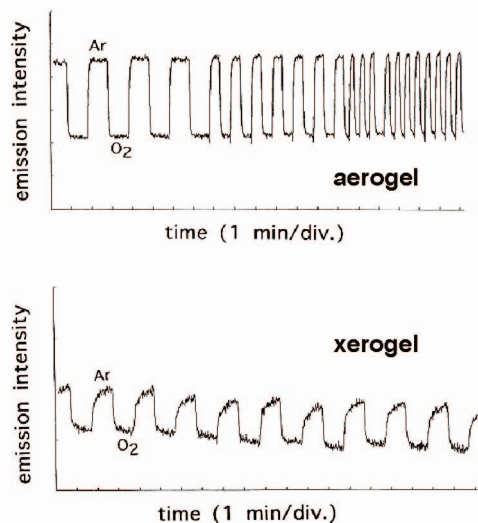 emission intensity
Ar
O2
aerogel
time (1 min/div.)
emission intensity
xerogel
Ar
O2
time (1 min/div.)